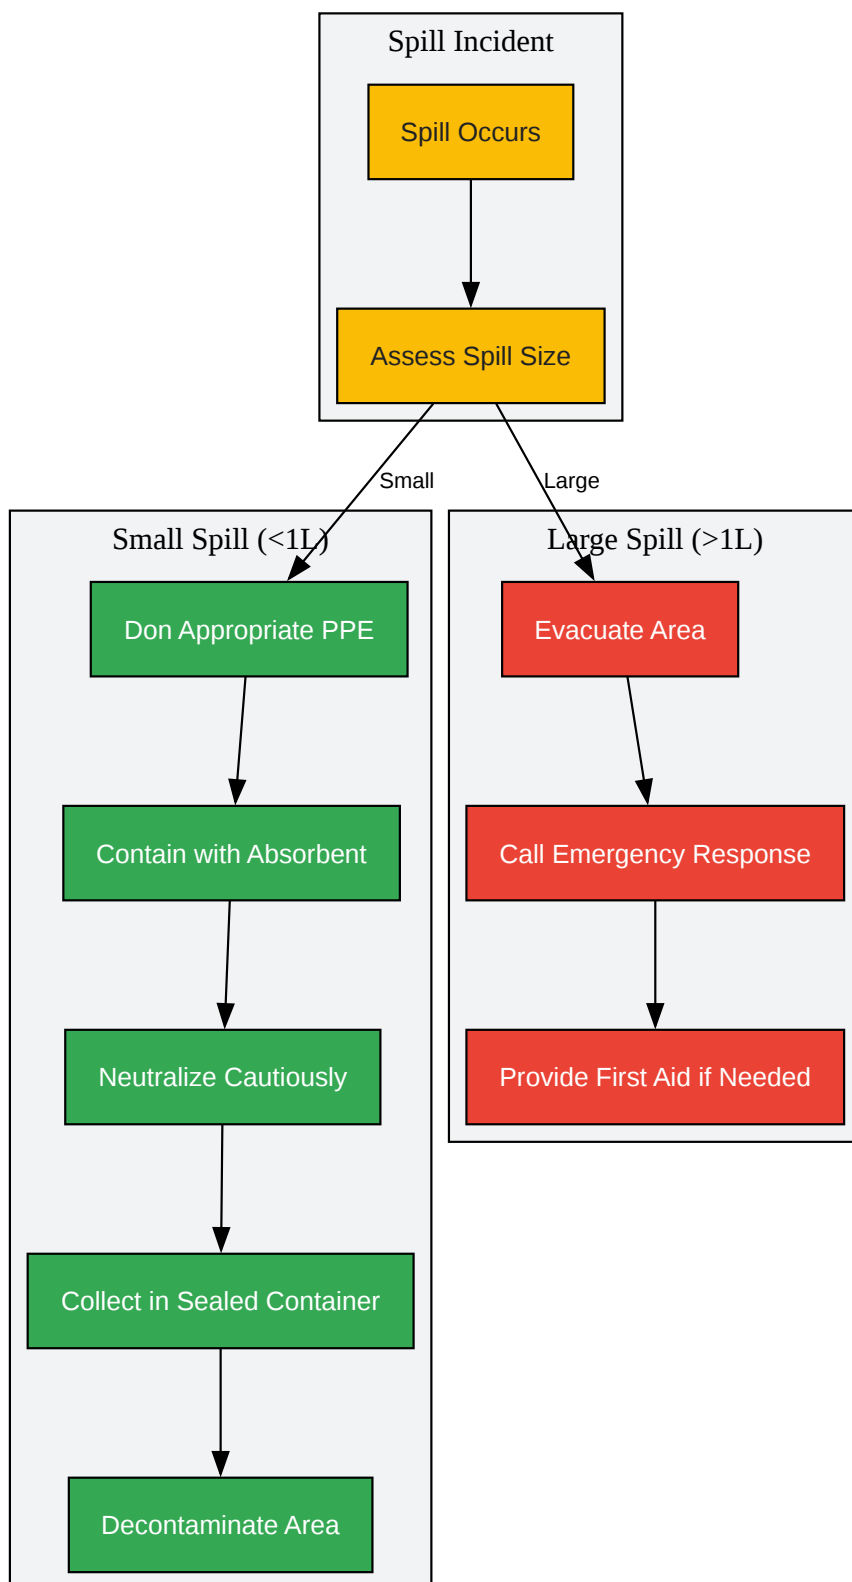 Spill Incident
Spill Occurs
Assess Spill Size
Small
Large
Small Spill (<1L)
Don Appropriate PPE
Contain with Absorbent
Neutralize Cautiously
Collect in Sealed Container
Decontaminate Area
Large Spill (>1L)
Evacuate Area
Call Emergency Response
Provide First Aid if Needed